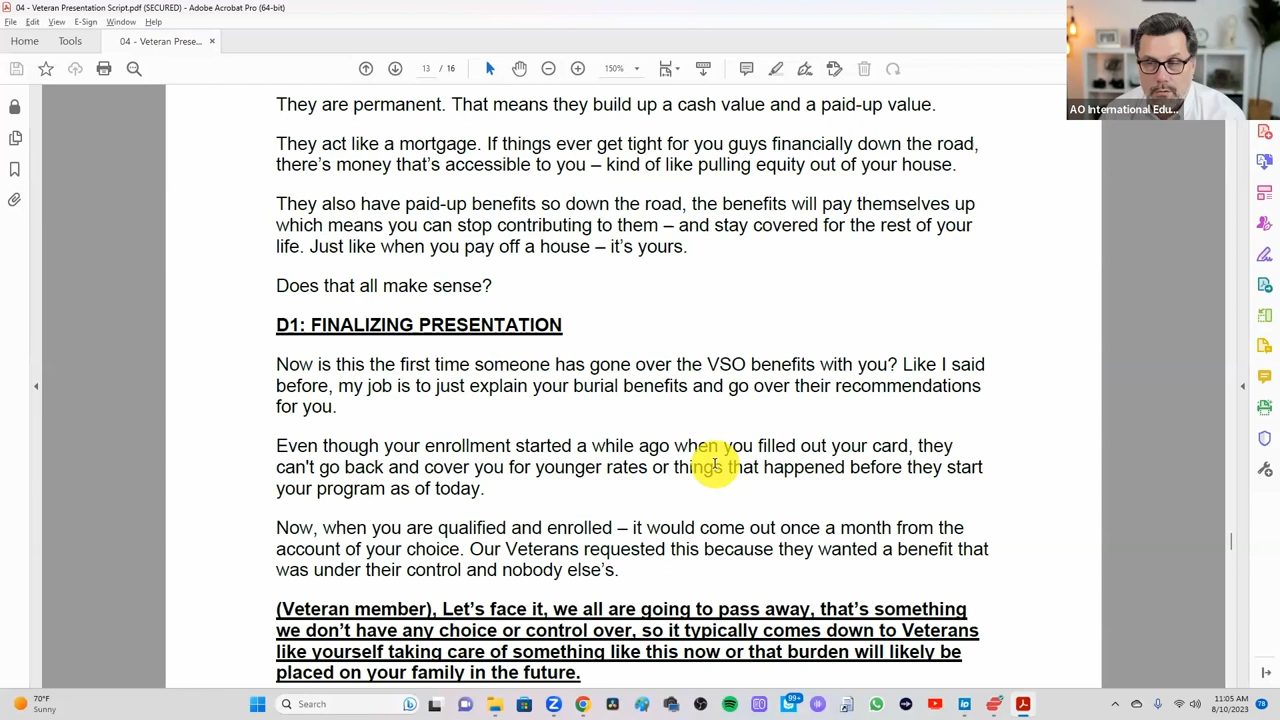 04 - Veteran Presentation Script.pdf (SECURED) - Adobe Acrobat Pro (64-bit)
File Edit View E-Sign Window Help
Home Tools 04 - Veteran Prese... ×
13 / 16 150%
AO International Edu...
They are permanent. That means they build up a cash value and a paid-up value.
They act like a mortgage. If things ever get tight for you guys financially down the road,
there's money that's accessible to you – kind of like pulling equity out of your house.
They also have paid-up benefits so down the road, the benefits will pay themselves up
which means you can stop contributing to them – and stay covered for the rest of your
life. Just like when you pay off a house – it's yours.
Does that all make sense?
D1: FINALIZING PRESENTATION
Now is this the first time someone has gone over the VSO benefits with you? Like I said
before, my job is to just explain your burial benefits and go over their recommendations
for you.
Even though your enrollment started a while ago when you filled out your card, they
can't go back and cover you for younger rates or things that happened before they start
your program as of today.
Now, when you are qualified and enrolled – it would come out once a month from the
account of your choice. Our Veterans requested this because they wanted a benefit that
was under their control and nobody else's.
(Veteran member), Let's face it, we all are going to pass away, that's something
we don't have any choice or control over, so it typically comes down to Veterans
like yourself taking care of something like this now or that burden will likely be
placed on your family in the future.
70°F
Sunny
Search
99+
11:05 AM
8/10/2023
78